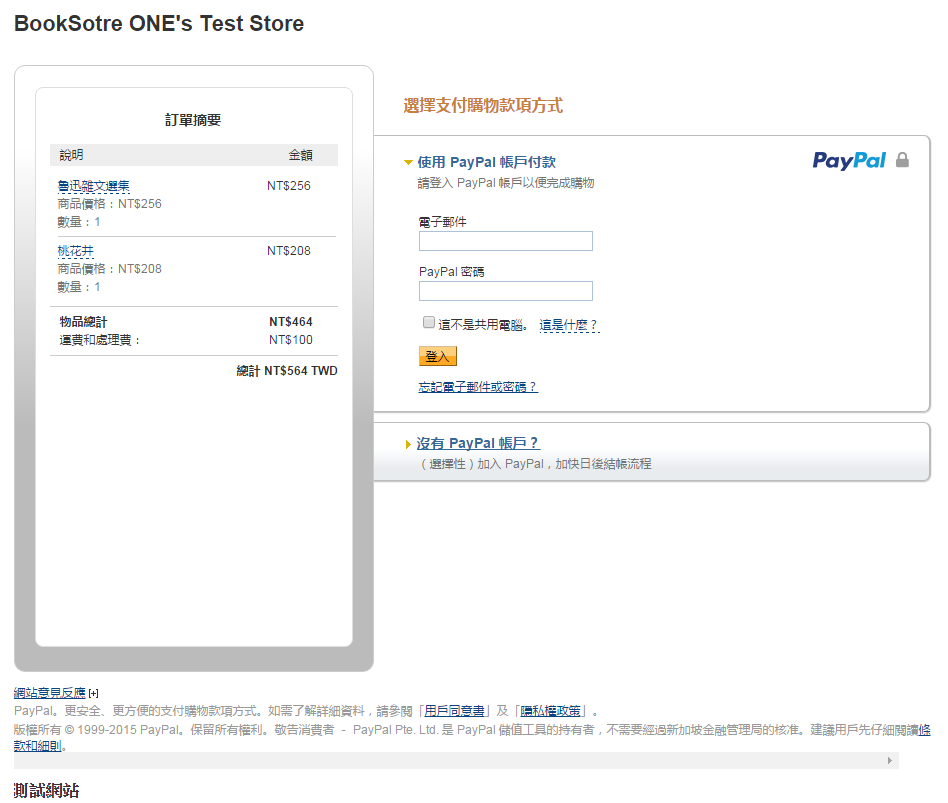 BookSotre ONE's Test Store
訂單摘要
說明 金額
魯迅雜文選集 NT$256
商品價格：NT$256
數量：1
桃花井 NT$208
商品價格：NT$208
數量：1
物品總計 NT$464
運費和處理費： NT$100
總計 NT$564 TWD
選擇支付購物款項方式
使用 PayPal 帳戶付款
PayPal
請登入 PayPal 帳戶以便完成購物
電子郵件
PayPal 密碼
這不是共用電腦。 這是什麼？
登入
忘記電子郵件或密碼？
沒有 PayPal 帳戶？
（選擇性）加入 PayPal，加快日後結帳流程
網站意見反應 [+]
PayPal。更安全、更方便的支付購物款項方式。如需了解詳細資料，請參閱「用戶同意書」及「隱私權政策」。
版權所有 © 1999-2015 PayPal。保留所有權利。敬告消費者 － PayPal Pte. Ltd. 是 PayPal 儲值工具的持有者，不需要經過新加坡金融管理局的核准。建議用戶先仔細閱讀條
款和細則。
測試網站